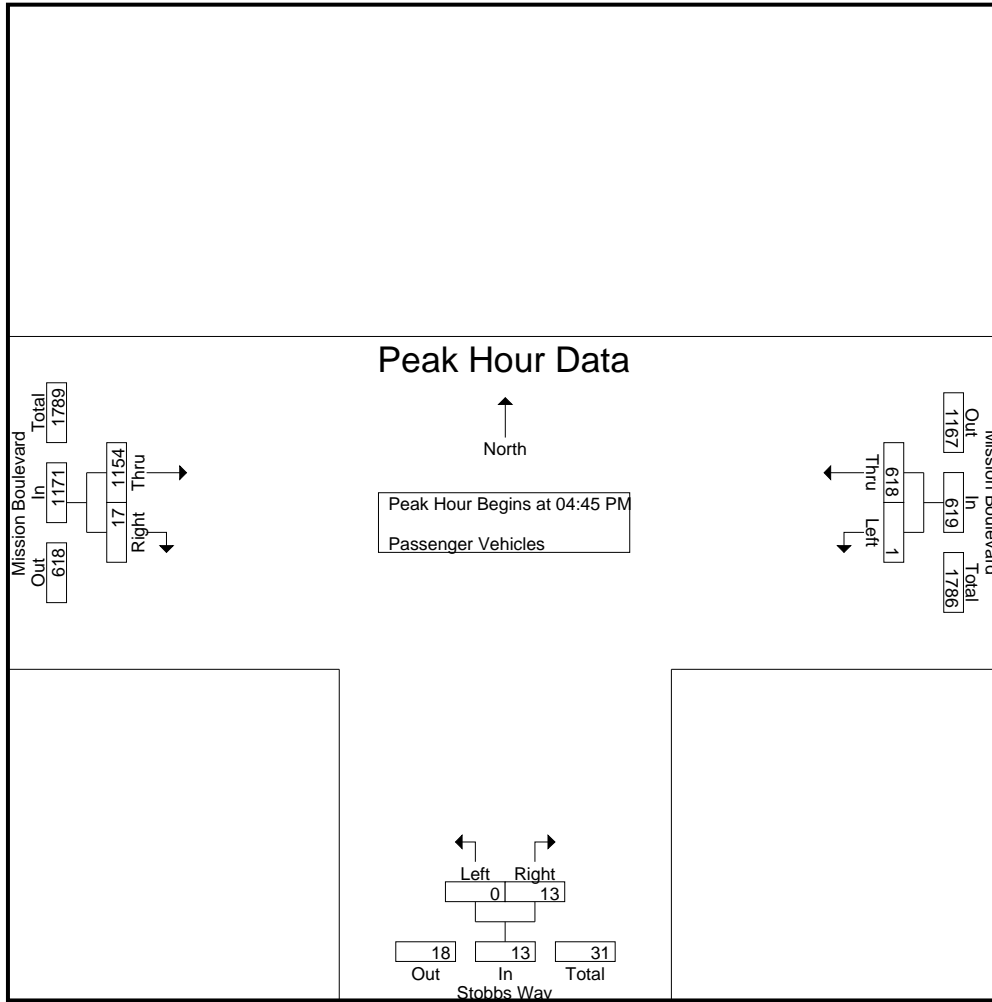 Peak Hour Data
North
Peak Hour Begins at 04:45 PM
Passenger Vehicles
Mission Boulevard
Total
1789
In
1171
Out
618
1154
Thru
17
Right
Mission Boulevard
Out
1167
In
619
Total
1786
618
Thru
1
Left
Left Right
0 13
18 13 31
Out In Total
Stobbs Way